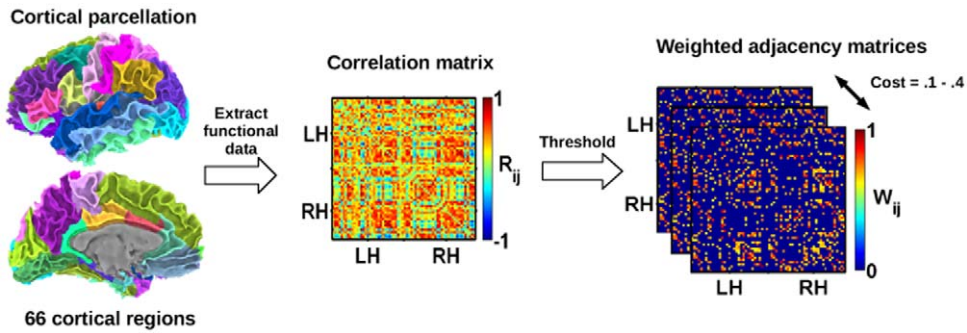 Cortical parcellation
66 cortical regions
Extract
functional
data
Correlation matrix
LH
RH
LH
RH
1
R ij
-1
Threshold
Weighted adjacency matrices
Cost = .1 - .4
LH
RH
LH
RH
1
W ij
0